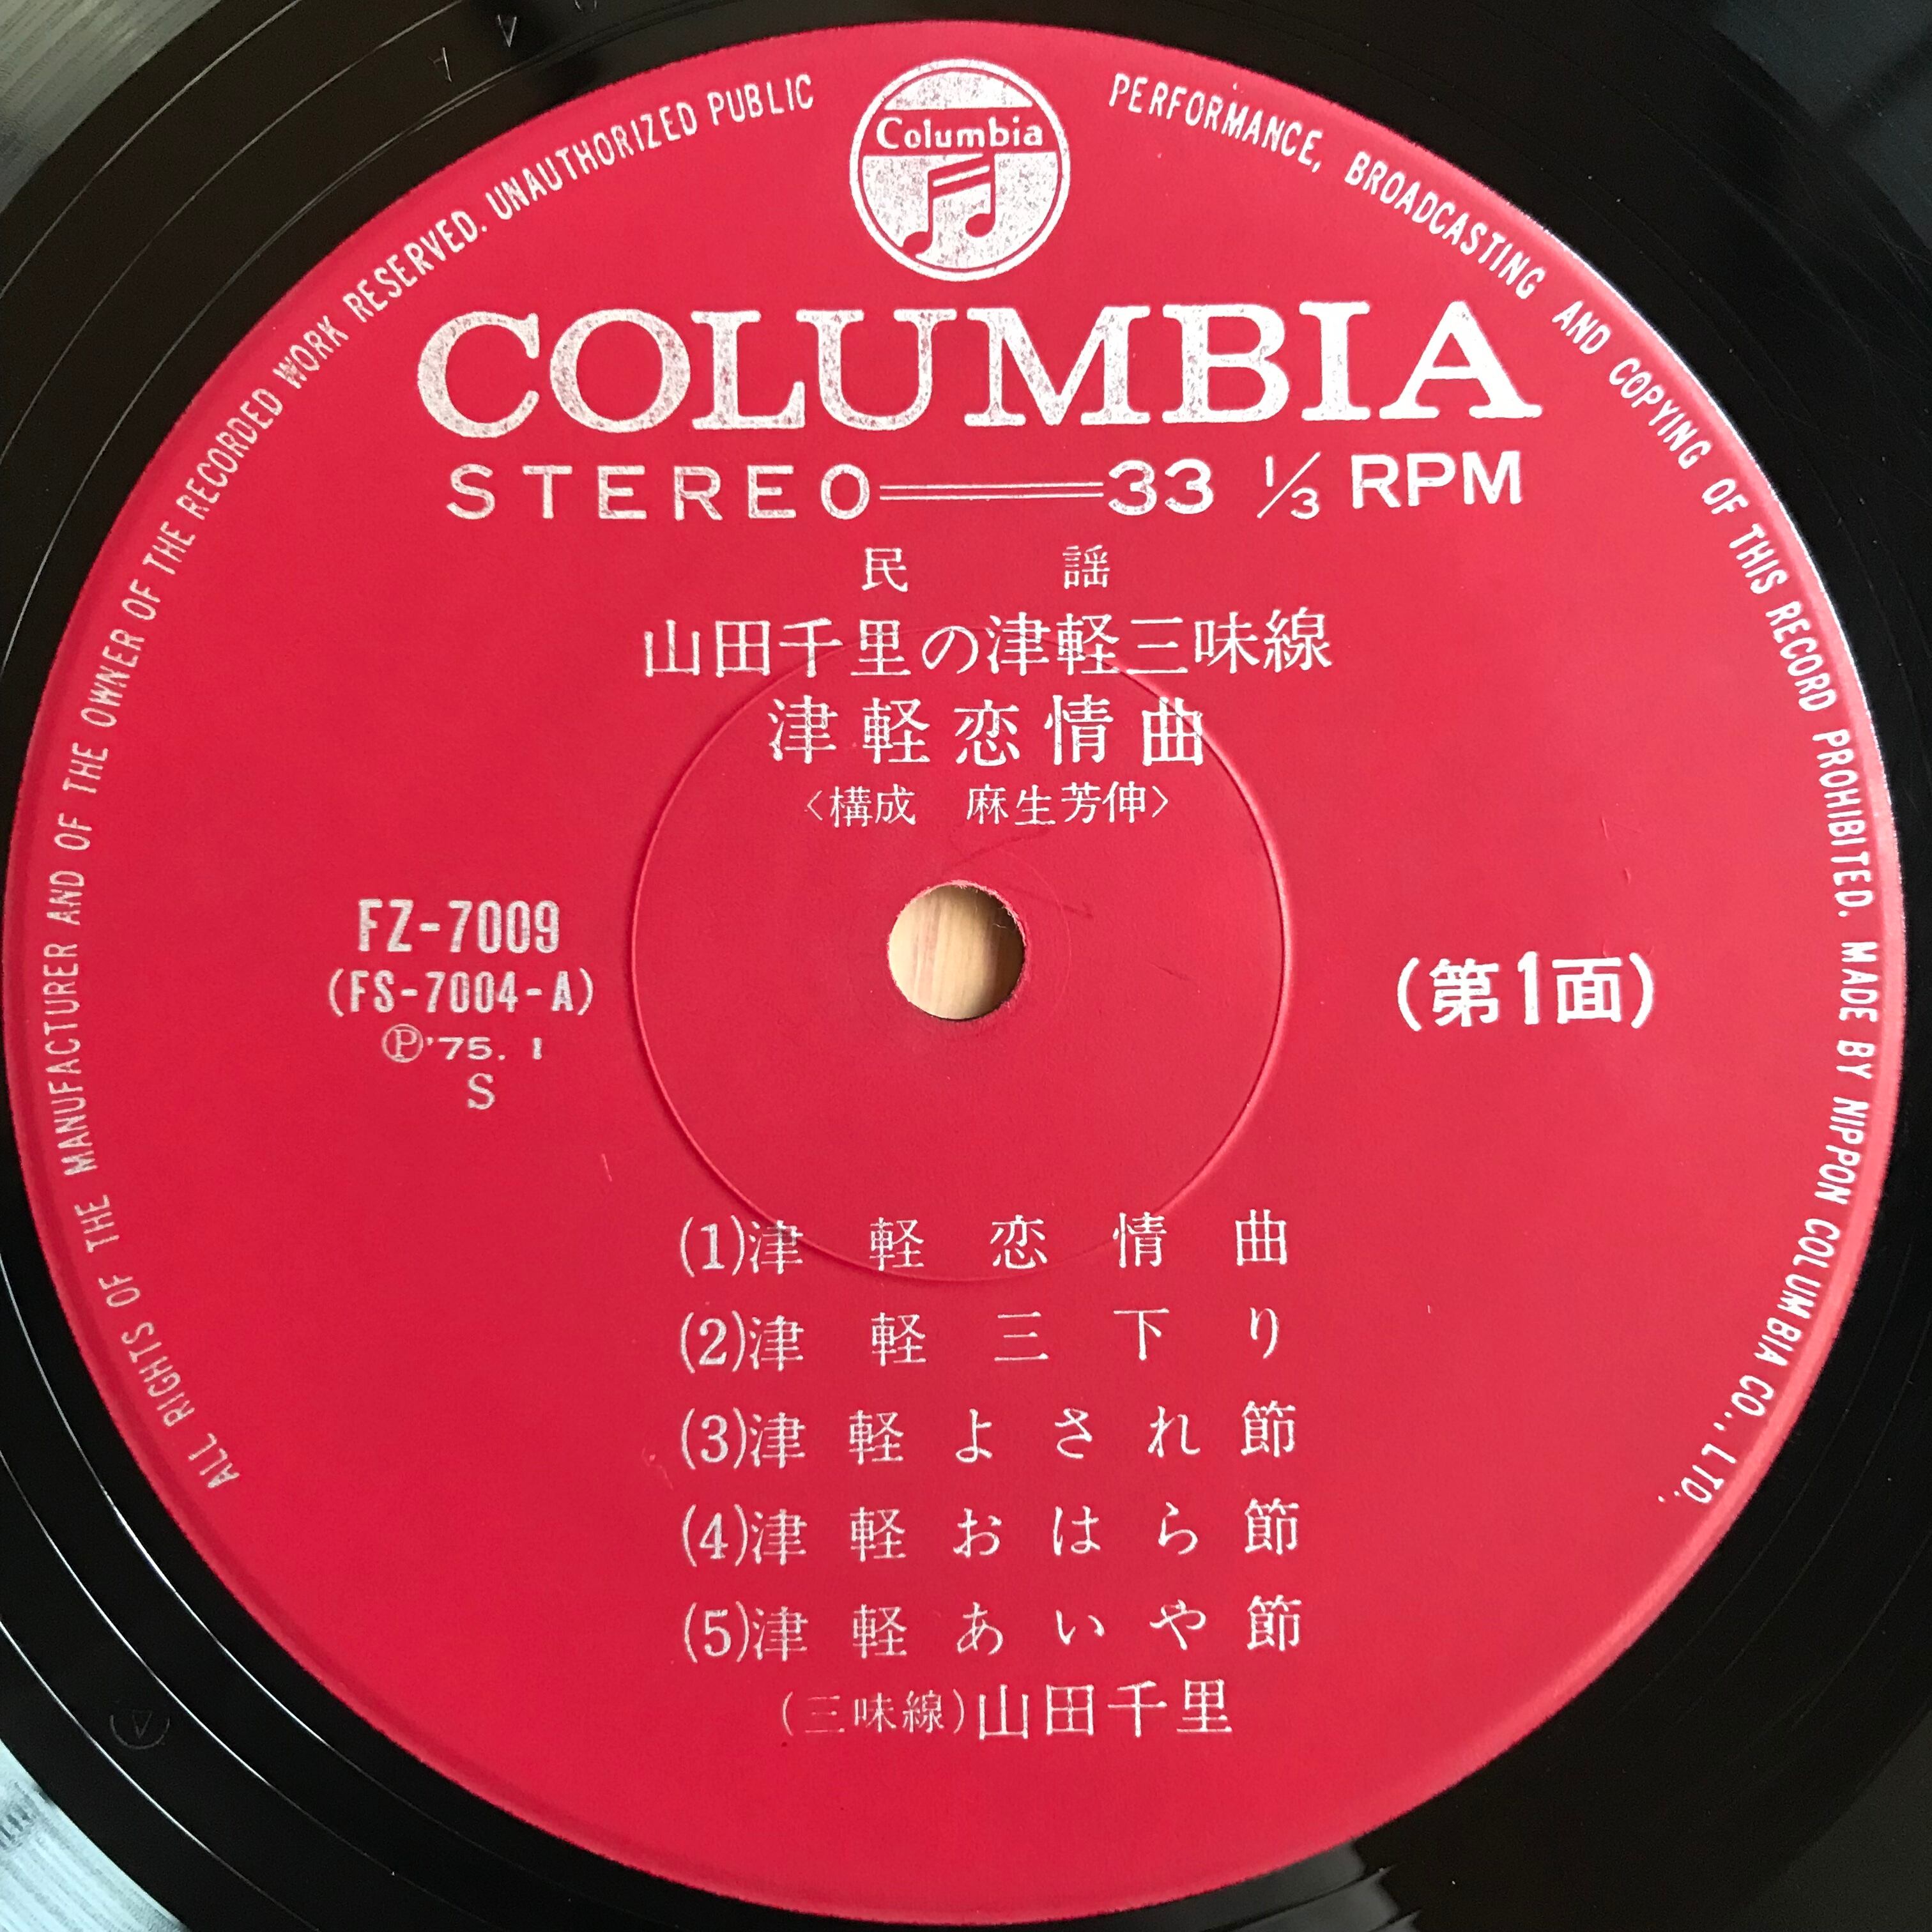 ALL RIGHTS OF THE MANUFACTURER AND OF THE OWNER OF THE RECORDED WORK RESERVED. UNAUTHORIZED PUBLIC PERFORMANCE, BROADCASTING AND COPYING OF THIS RECORD PROHIBITED. MADE BY NIPPON COLUMBIA CO., LTD.
Columbia
COLUMBIA
STEREO 33 1/3 RPM
民謡
山田千里の津軽三味線
津軽恋情曲
〈構成 麻生芳伸〉
FZ-7009
(FS-7004-A)
Ⓟ'75. 1
S
(第1面)
(1)津軽恋情曲
(2)津軽三下り
(3)津軽よされ節
(4)津軽おはら節
(5)津軽あいや節
(三味線)山田千里